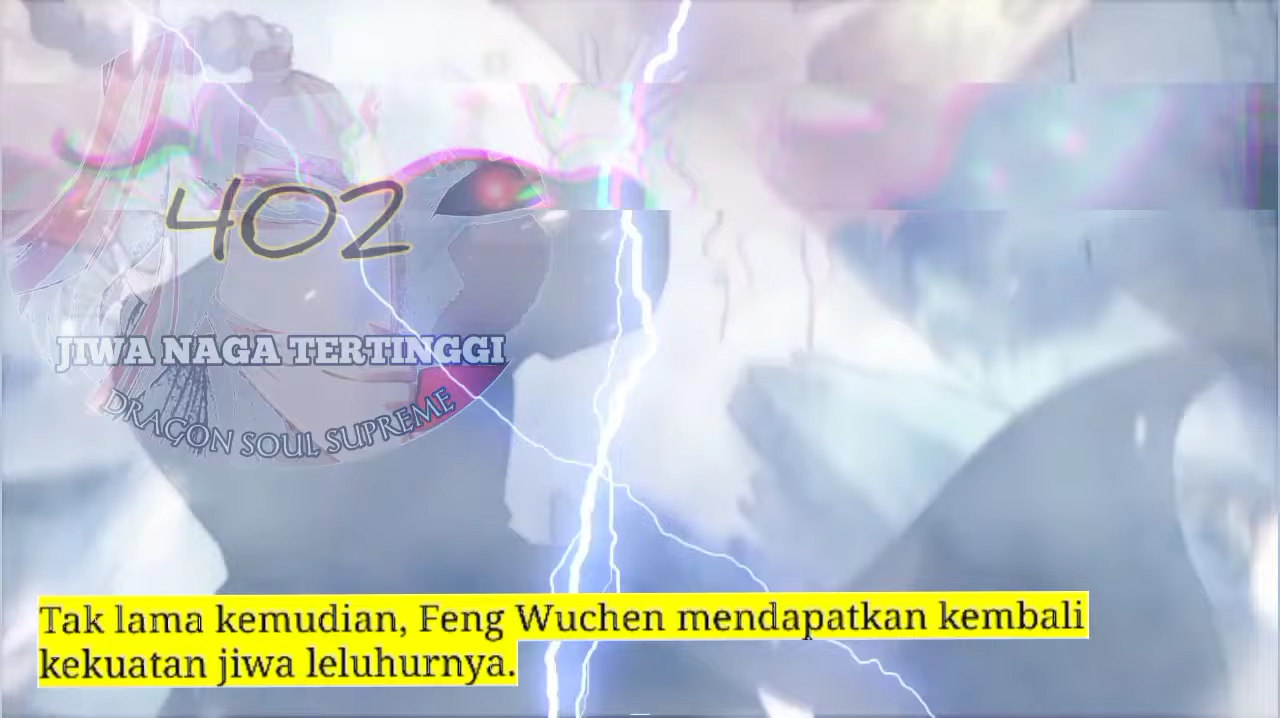 402
JIWA NAGA TERTINGGI
DRAGON SOUL SUPREME
Tak lama kemudian, Feng Wuchen mendapatkan kembali
kekuatan jiwa leluhurnya.